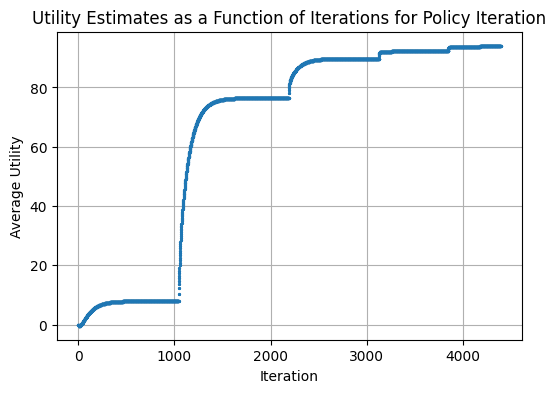 Utility Estimates as a Function of Iterations for Policy Iteration
80
60
40
20
0
Average Utility
0 1000 2000 3000 4000
Iteration